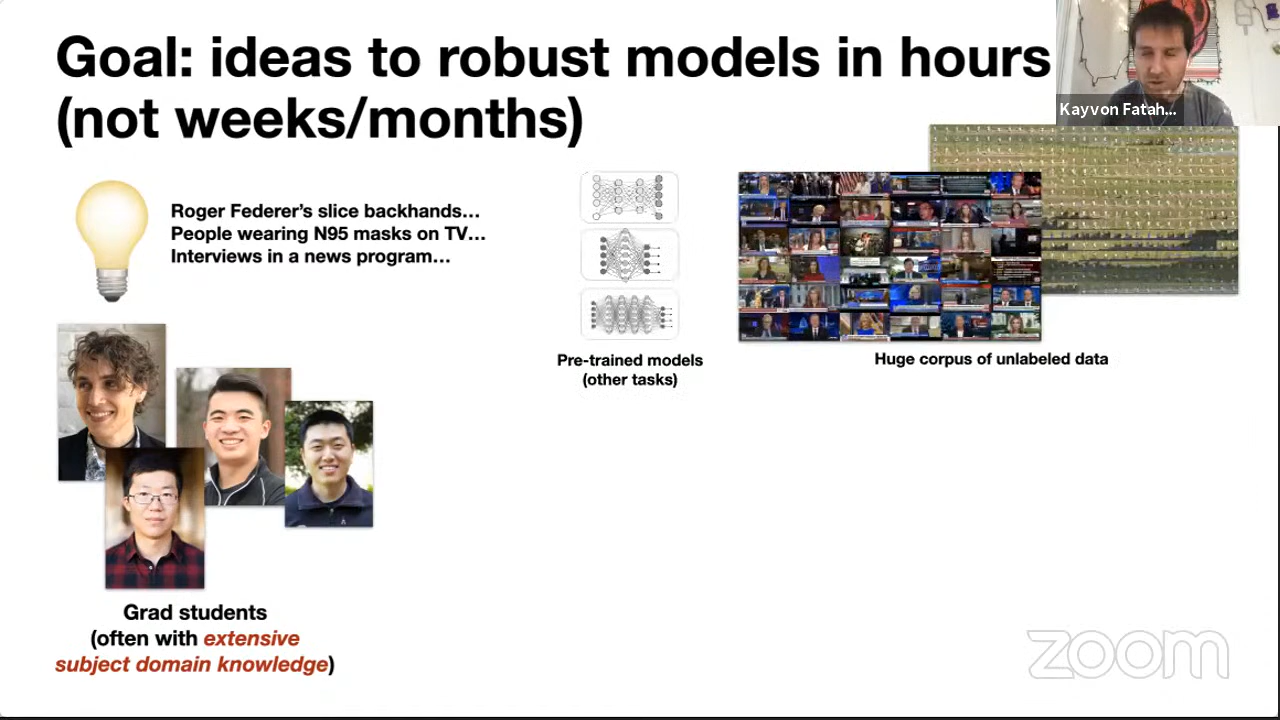 Goal: ideas to robust models in hours
(not weeks/months)
Kayvon Fatah...
Roger Federer's slice backhands...
People wearing N95 masks on TV...
Interviews in a news program...
Pre-trained models
(other tasks)
Huge corpus of unlabeled data
Grad students
(often with extensive
subject domain knowledge)
zoom